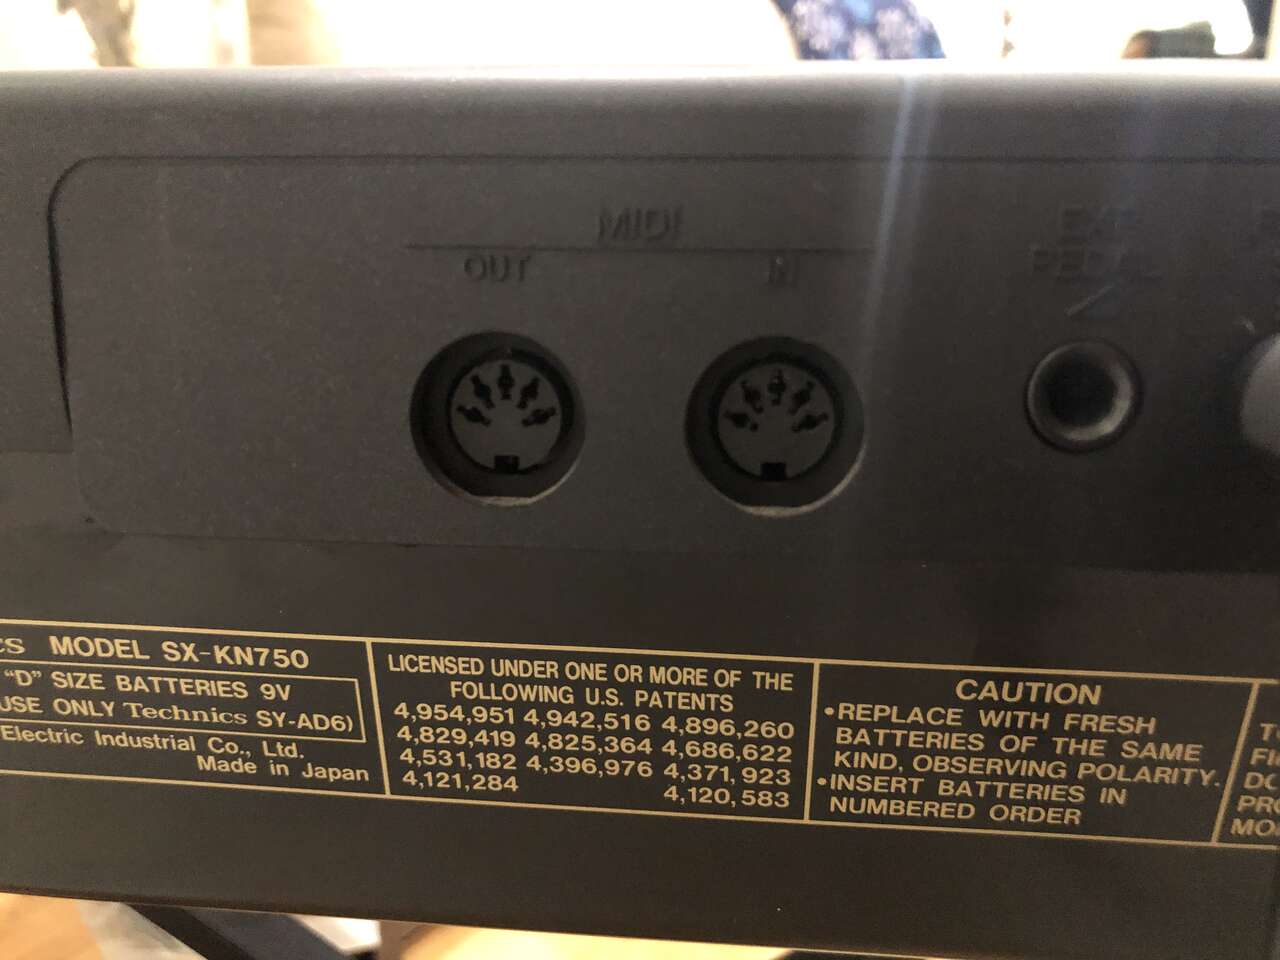 MIDI
OUT
IN
EXP
PEDAL
CS MODEL SX-KN750
"D" SIZE BATTERIES 9V
USE ONLY Technics SY-AD6)
Electric Industrial Co., Ltd.
Made in Japan
LICENSED UNDER ONE OR MORE OF THE
FOLLOWING U.S. PATENTS
4,954,951 4,942,516 4,896,260
4,829,419 4,825,364 4,686,622
4,531,182 4,396,976 4,371,923
4,121,284 4,120,583
CAUTION
•REPLACE WITH FRESH
BATTERIES OF THE SAME
KIND, OBSERVING POLARITY.
•INSERT BATTERIES IN
NUMBERED ORDER